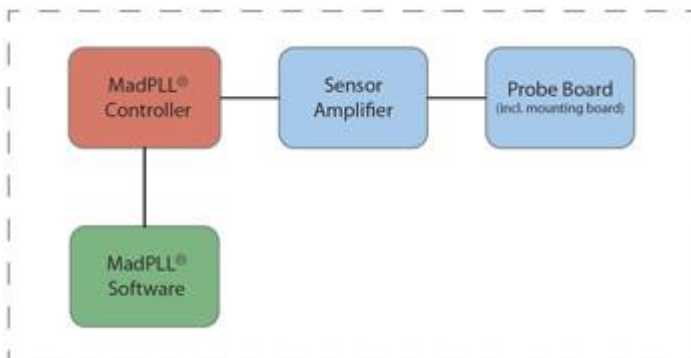 MadPLL®
Controller
Sensor
Amplifier
Probe Board
(incl. mounting board)
MadPLL®
Software